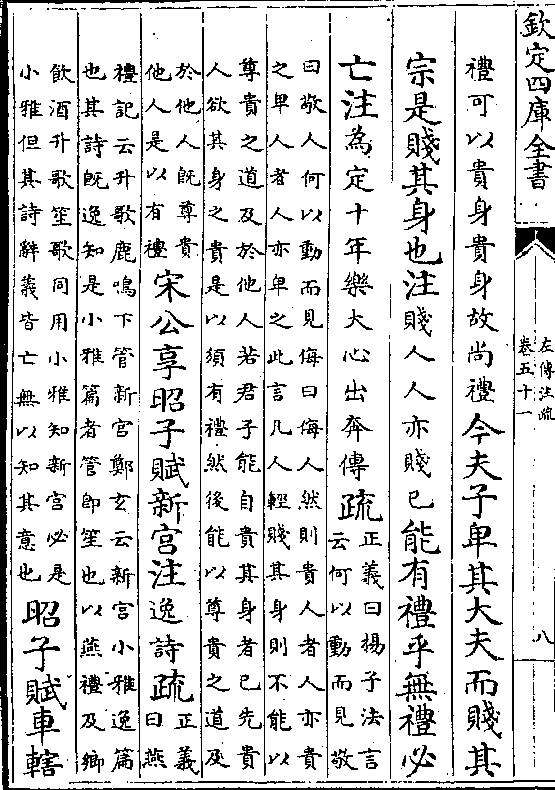 欽定四庫全書
左傳注疏
卷五十一
八
禮可以貴身貴身故尚禮今夫子卑其大夫而賤其
宗是賤其身也注賤人人亦賤已能有禮乎無禮必
亡注為定十年樂大心出奔傳疏正義曰揚子法言
云何以動而見敬
曰敬人何以動而見侮曰侮人然則貴人者人亦貴
之卑人者人亦卑之此言凡人輕賤其身則不能以
尊貴之道及於他人若君子能自貴其身者已先貴
人欲其身之貴是以須有禮然後能以尊貴之道及
於他人既尊貴
他人是以有禮宋公享昭子賦新宫注逸詩疏正義
曰燕
禮記云升歌鹿鳴下管新宫鄭玄云新宫小雅逸篇
也其詩既逸知是小雅篇者管即笙也以燕禮及鄉
飲酒升歌笙歌同用小雅知新宫必是
小雅但其詩辭義皆亡無以知其意也昭子賦車轄